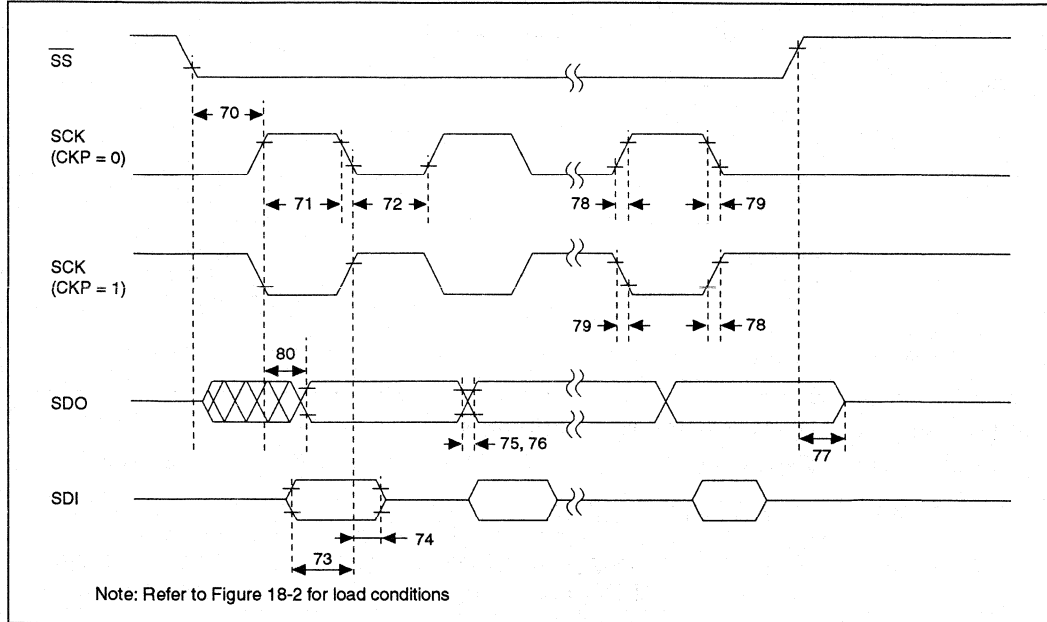 SS
70
SCK
(CKP = 0)
71
72
78
79
SCK
(CKP = 1)
79
78
80
SDO
75, 76
77
SDI
74
73
Note: Refer to Figure 18-2 for load conditions